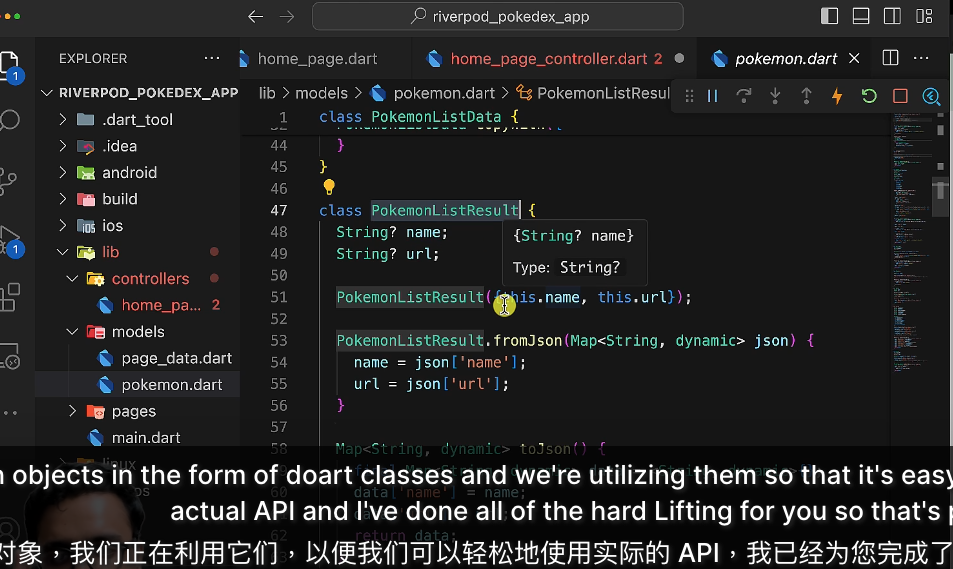 riverpod_pokedex_app
EXPLORER
home_page.dart
home_page_controller.dart 2
pokemon.dart
RIVERPOD_POKEDEX_APP
lib > models > pokemon.dart > PokemonListResul
.dart_tool
.idea
android
build
ios
lib
controllers
home_pa... 2
models
page_data.dart
pokemon.dart
pages
main.dart
linux
1
1
1 class PokemonListData {
44 }
45 }
46
47 class PokemonListResult {
48 String? name;
49 String? url;
{String? name}
Type: String?
50
51 PokemonListResult({this.name, this.url});
52
53 PokemonListResult.fromJson(Map<String, dynamic> json) {
54 name = json['name'];
55 url = json['url'];
56 }
57
58 Map<String, dynamic> toJson() {
60 data['name'] = name;
62 return data;
objects in the form of doart classes and we're utilizing them so that it's easy
actual API and I've done all of the hard Lifting for you so that's
对象，我们正在利用它们，以便我们可以轻松地使用实际的 API，我已经为您完成了